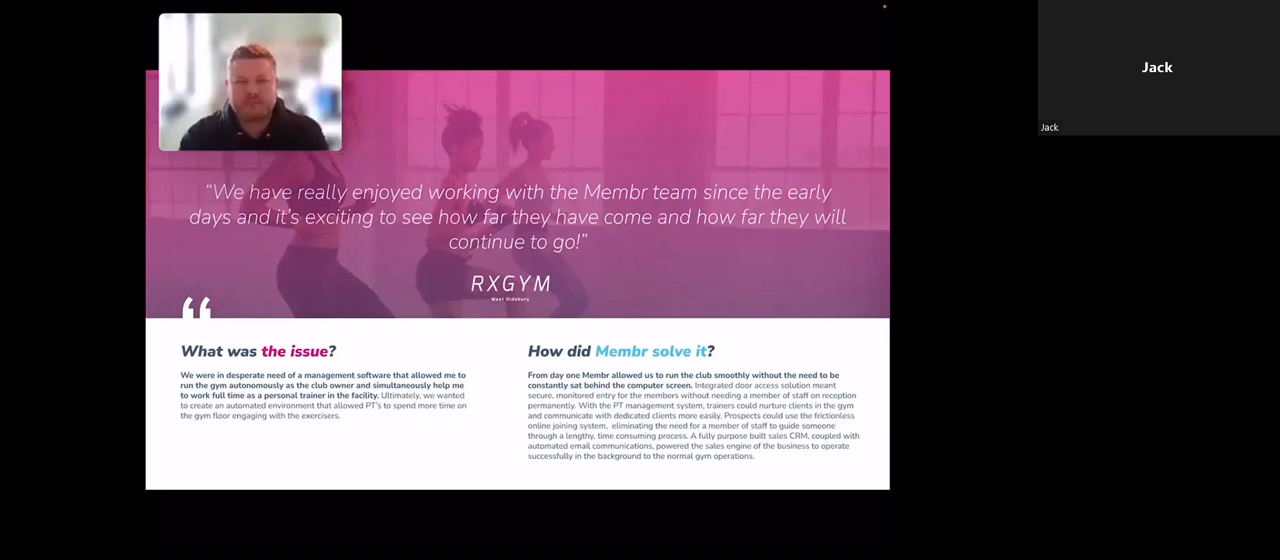 Jack
Jack
“We have really enjoyed working with the Membr team since the early
days and it’s exciting to see how far they have come and how far they will
continue to go!”
RXGYM
West Didsbury
“
What was the issue?
We were in desperate need of a management software that allowed me to
run the gym autonomously as the club owner and simultaneously help me
to work full time as a personal trainer in the facility. Ultimately, we wanted
to create an automated environment that allowed PT’s to spend more time on
the gym floor engaging with the exercisers.
How did Membr solve it?
From day one Membr allowed us to run the club smoothly without the need to be
constantly sat behind the computer screen. Integrated door access solution meant
secure, monitored entry for the members without needing a member of staff on reception
permanently. With the PT management system, trainers could nurture clients in the gym
and communicate with dedicated clients more easily. Prospects could use the frictionless
online joining system, eliminating the need for a member of staff to guide someone
through a lengthy, time consuming process. A fully purpose built sales CRM, coupled with
automated email communications, powered the sales engine of the business to operate
successfully in the background to the normal gym operations.